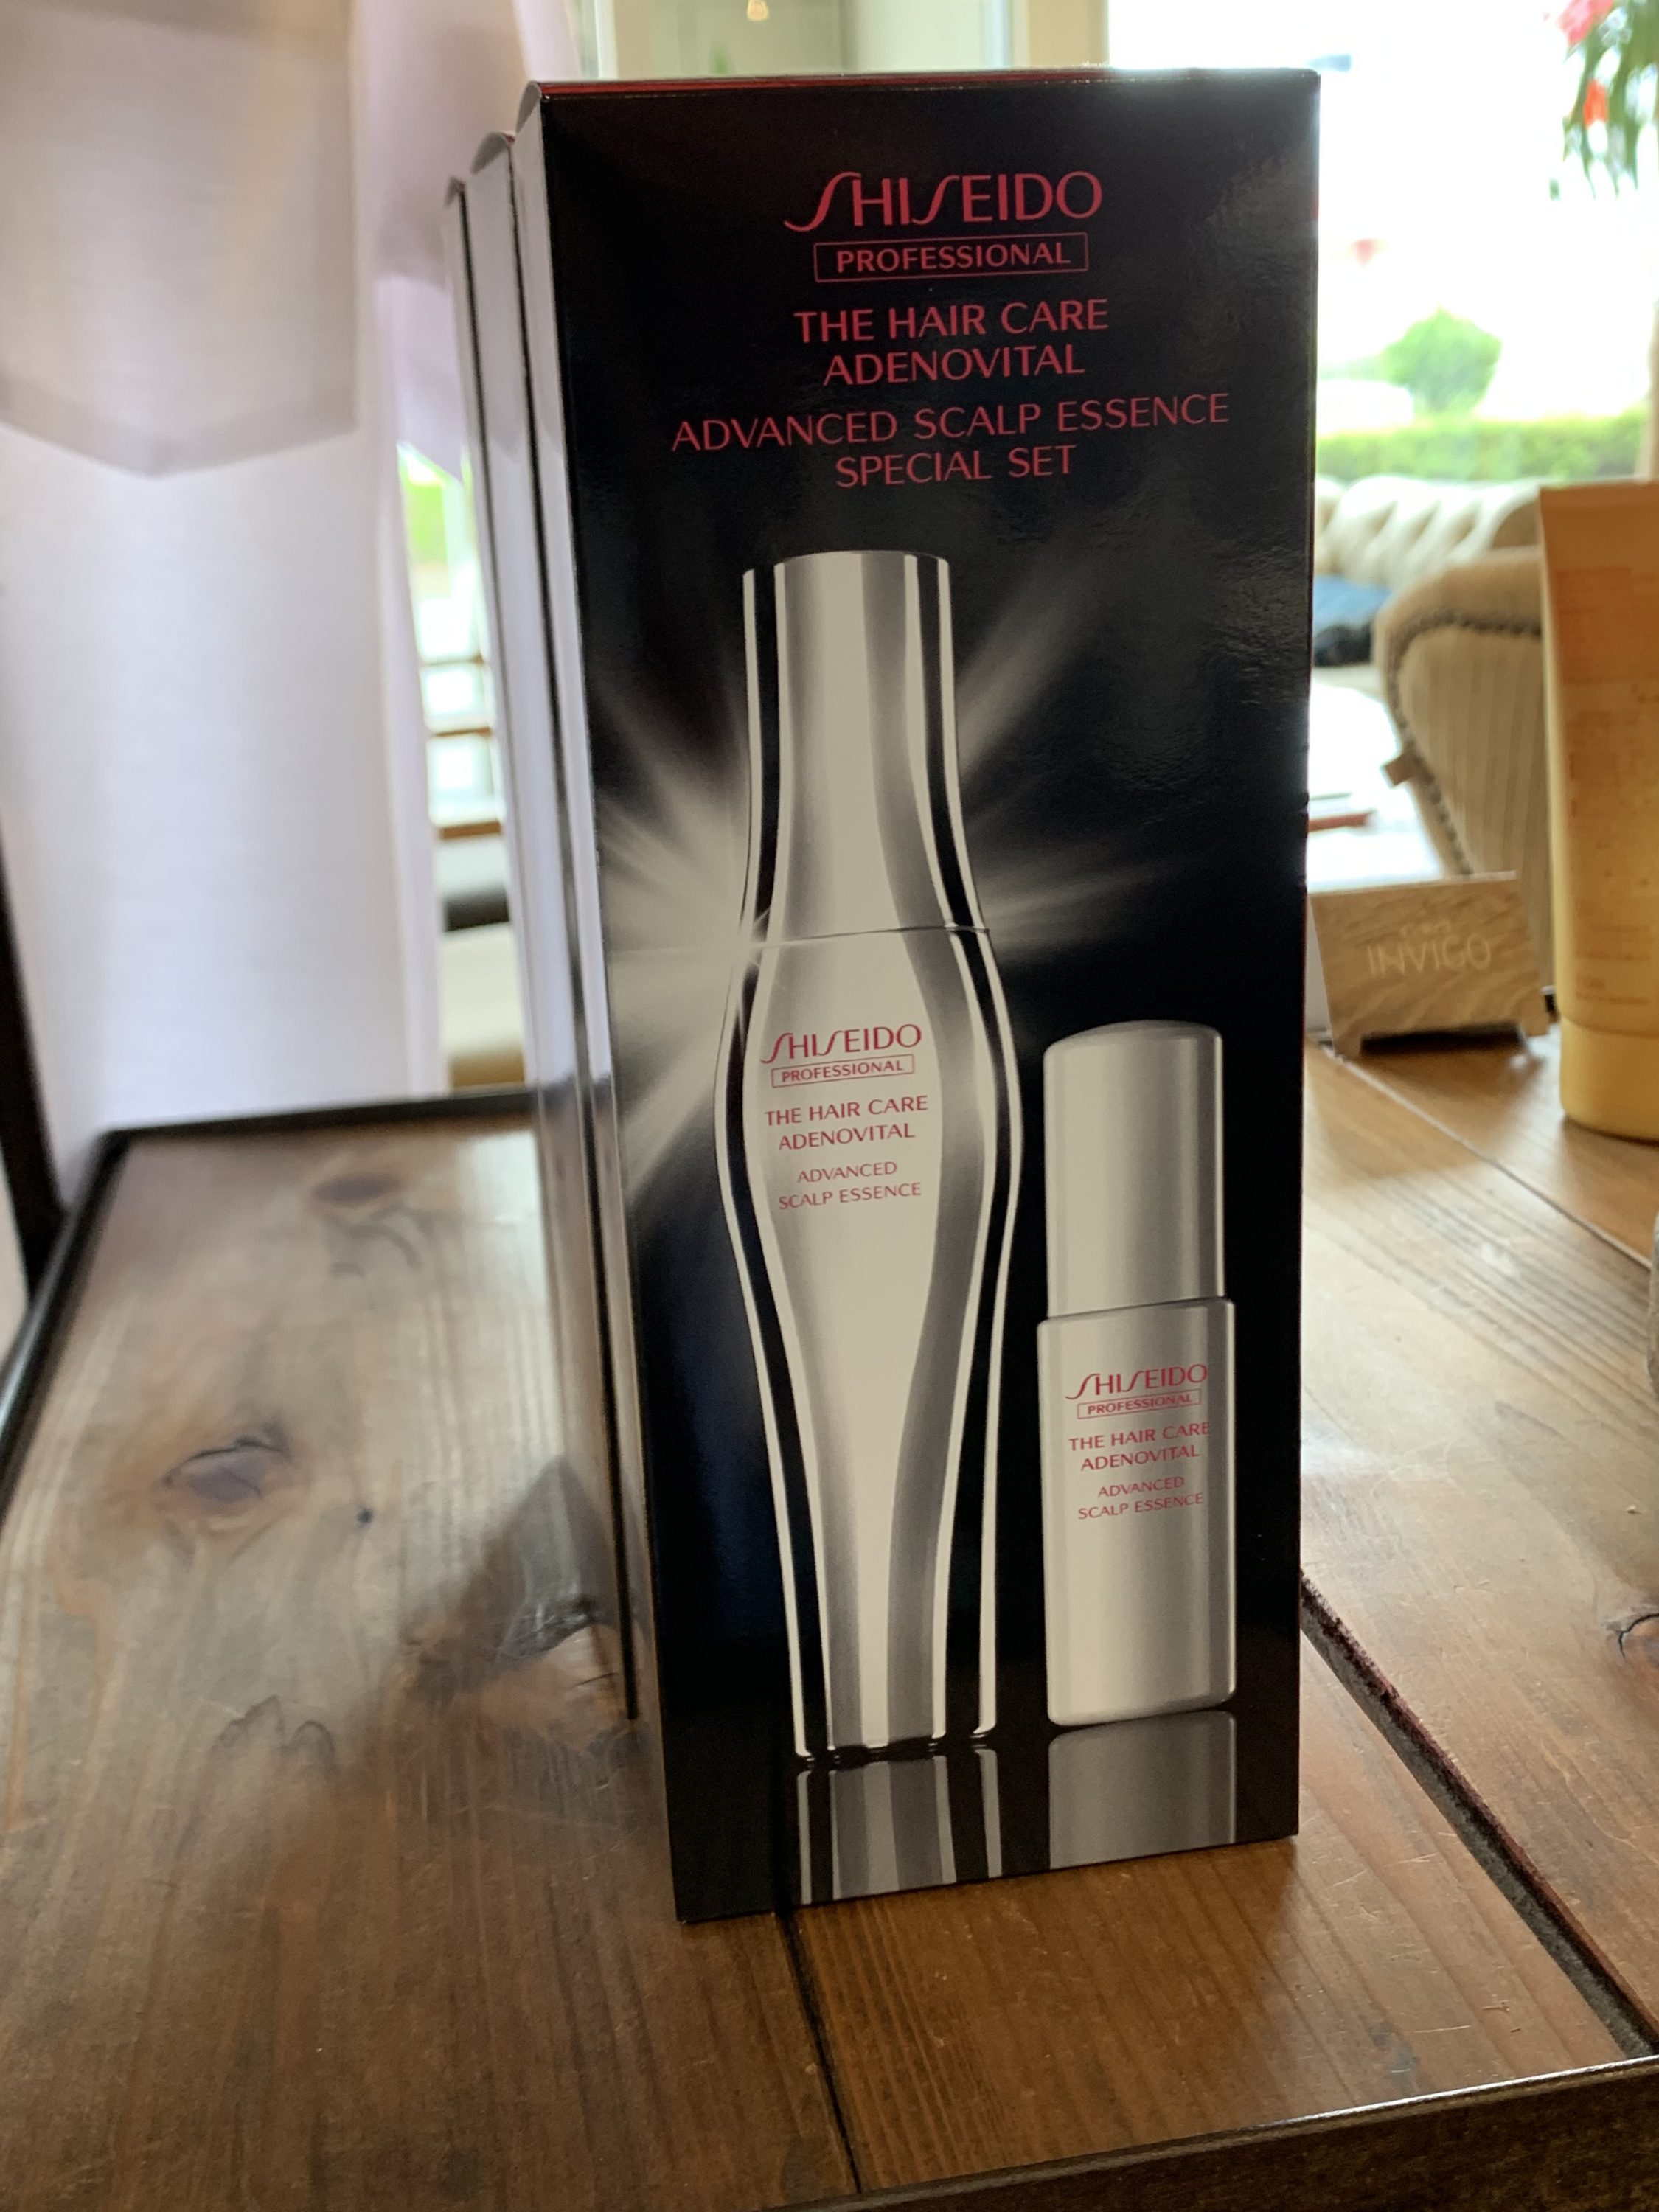 SHISEIDO
PROFESSIONAL
THE HAIR CARE
ADENOVITAL
ADVANCED SCALP ESSENCE
SPECIAL SET
SHISEIDO
PROFESSIONAL
THE HAIR CARE
ADENOVITAL
ADVANCED
SCALP ESSENCE
SHISEIDO
PROFESSIONAL
THE HAIR CARE
ADENOVITAL
ADVANCED
SCALP ESSENCE
INVIGO